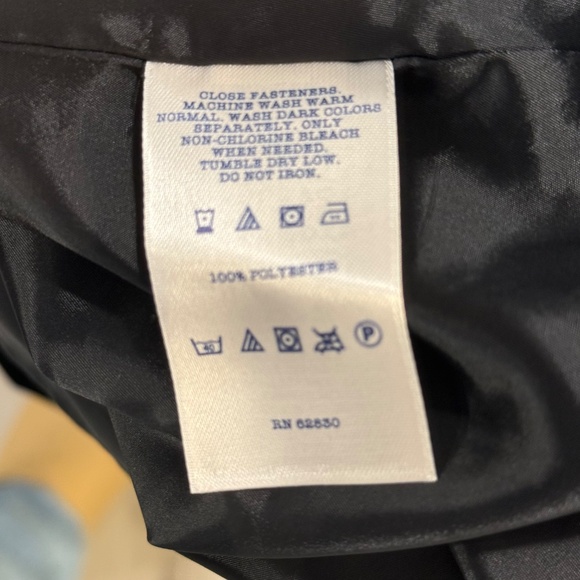 CLOSE FASTENERS.
MACHINE WASH WARM
NORMAL. WASH DARK COLORS
SEPARATELY. ONLY
NON-CHLORINE BLEACH
WHEN NEEDED.
TUMBLE DRY LOW.
DO NOT IRON.
100% POLYESTER
40 P
RN 62830